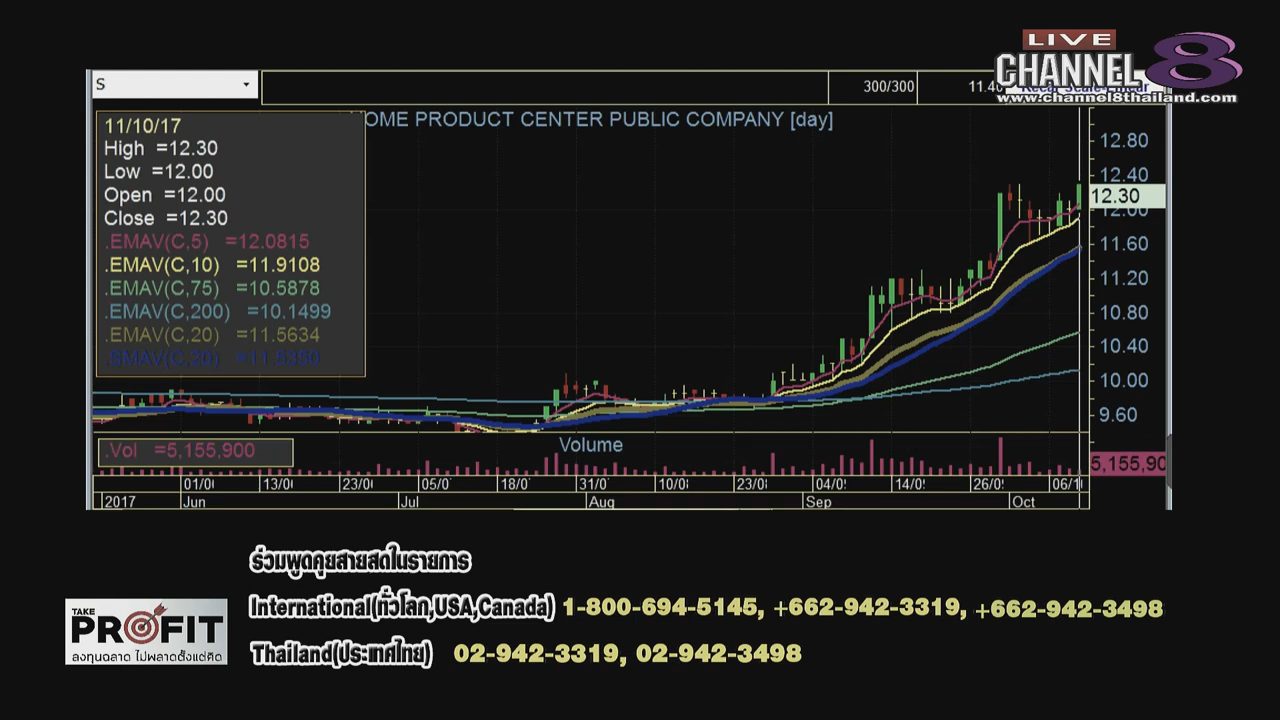 LIVE
CHANNEL 8
www.channel8thailand.com
S
300/300
11.40
HOME PRODUCT CENTER PUBLIC COMPANY [day]
11/10/17
High =12.30
Low =12.00
Open =12.00
Close =12.30
.EMAV(C,5) =12.0815
.EMAV(C,10) =11.9108
.EMAV(C,75) =10.5878
.EMAV(C,200) =10.1499
.EMAV(C,20) =11.5634
.SMAV(C,20) =11.5350
12.80
12.40
12.30
12.00
11.60
11.20
10.80
10.40
10.00
9.60
.Vol =5,155,900
Volume
5,155,90
01/0 13/0 23/0 05/0 18/0 31/0 10/0 23/0 04/0 14/0 26/0 06/1
2017 Jun Jul Aug Sep Oct
ร่วมพูดคุยสายสดในรายการ
International(ทั่วโลก,USA,Canada) 1-800-694-5145, +662-942-3319, +662-942-3498
Thailand(ประเทศไทย) 02-942-3319, 02-942-3498
TAKE
PROFIT
ลงทุนฉลาด ไม่พลาดตั้งแต่คิด